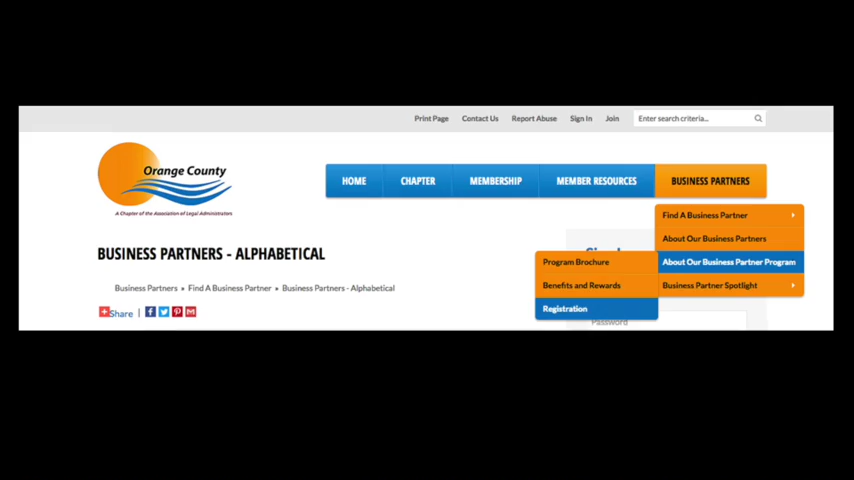 Print Page Contact Us Report Abuse Sign In Join Enter search criteria...
Orange County
A Chapter of the Association of Legal Administrators
HOME CHAPTER MEMBERSHIP MEMBER RESOURCES BUSINESS PARTNERS
Find A Business Partner
About Our Business Partners
About Our Business Partner Program
Business Partner Spotlight
Program Brochure
Benefits and Rewards
Registration
BUSINESS PARTNERS - ALPHABETICAL
Business Partners » Find A Business Partner » Business Partners - Alphabetical
Share |
Password